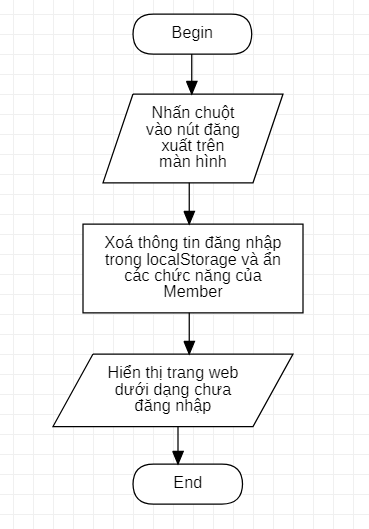 Begin
Nhấn chuột
vào nút đăng
xuất trên
màn hình
Xoá thông tin đăng nhập
trong localStorage và ẩn
các chức năng của
Member
Hiển thị trang web
dưới dạng chưa
đăng nhập
End